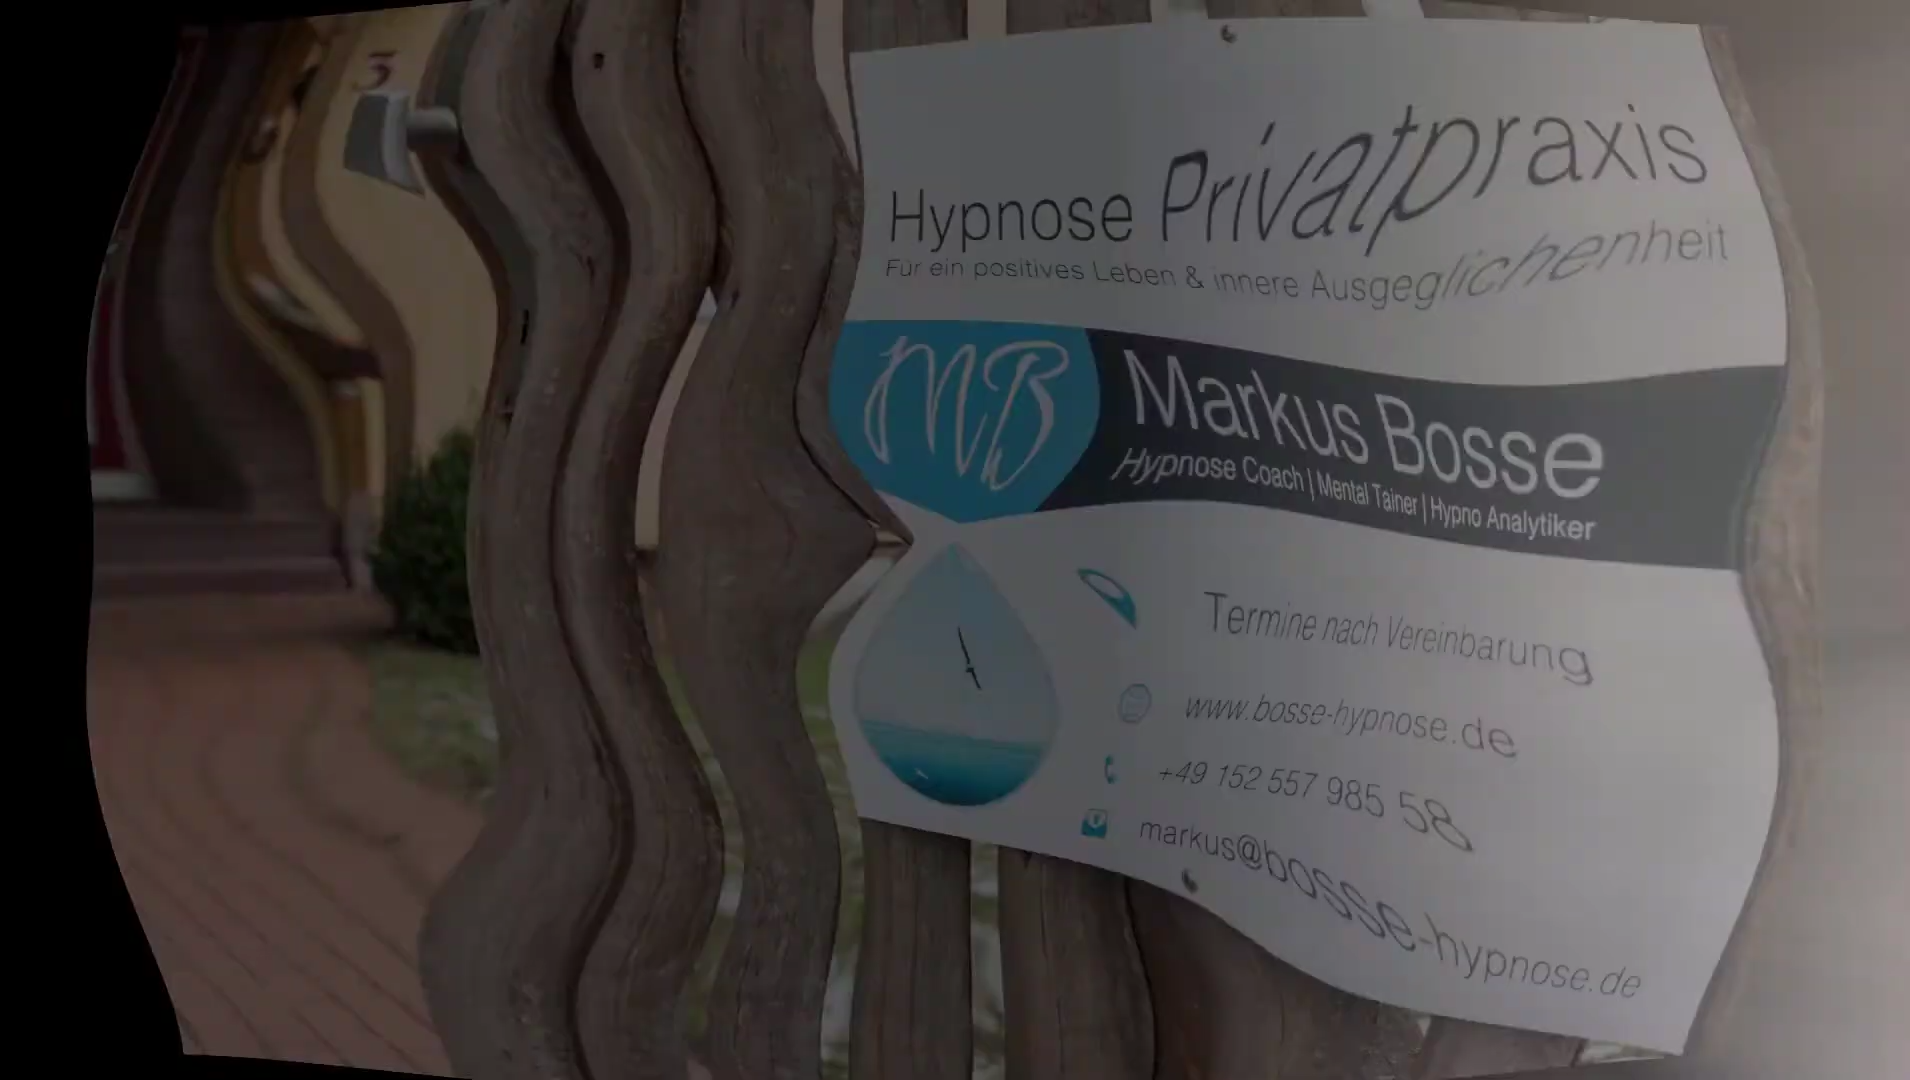 3
Hypnose Privatpraxis
Für ein positives Leben & innere Ausgeglichenheit
MB
Markus Bosse
Hypnose Coach | Mental Tainer | Hypno Analytiker
Termine nach Vereinbarung
www.bosse-hypnose.de
+49 152 557 985 58
markus@bosse-hypnose.de